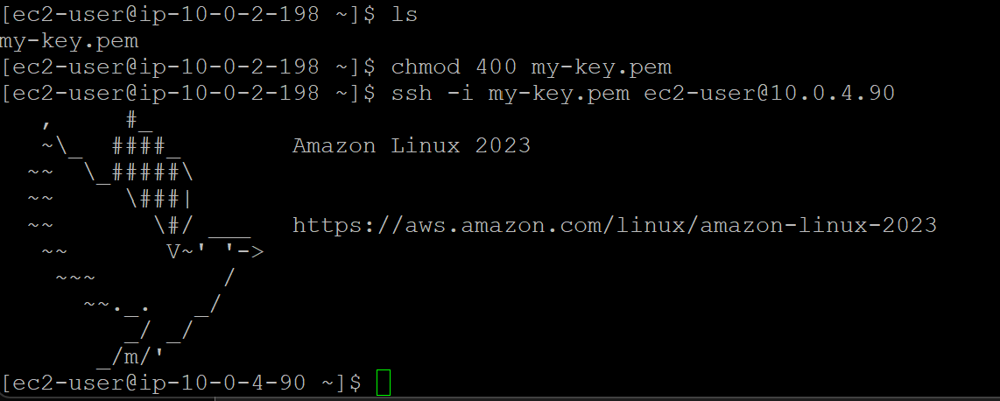 [ec2-user@ip-10-0-2-198 ~]$ ls
my-key.pem
[ec2-user@ip-10-0-2-198 ~]$ chmod 400 my-key.pem
[ec2-user@ip-10-0-2-198 ~]$ ssh -i my-key.pem ec2-user@10.0.4.90
   ,     #_
   ~\_  ####_        Amazon Linux 2023
  ~~  \_#####\
  ~~     \###|
  ~~       \#/ ___   https://aws.amazon.com/linux/amazon-linux-2023
   ~~       V~' '->
    ~~~         /
      ~~._.   _/
         _/ _/
       _/m/'
[ec2-user@ip-10-0-4-90 ~]$